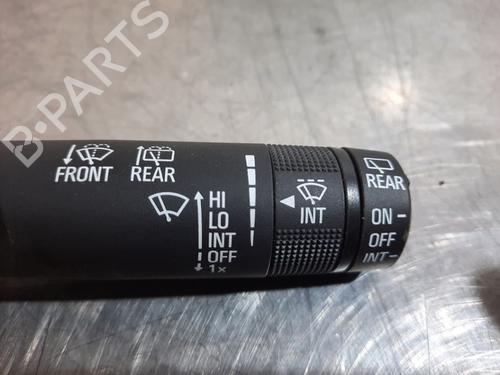 B-PARTS
FRONT REAR
HI
LO
INT
OFF
1x
INT
REAR
ON
OFF
INT